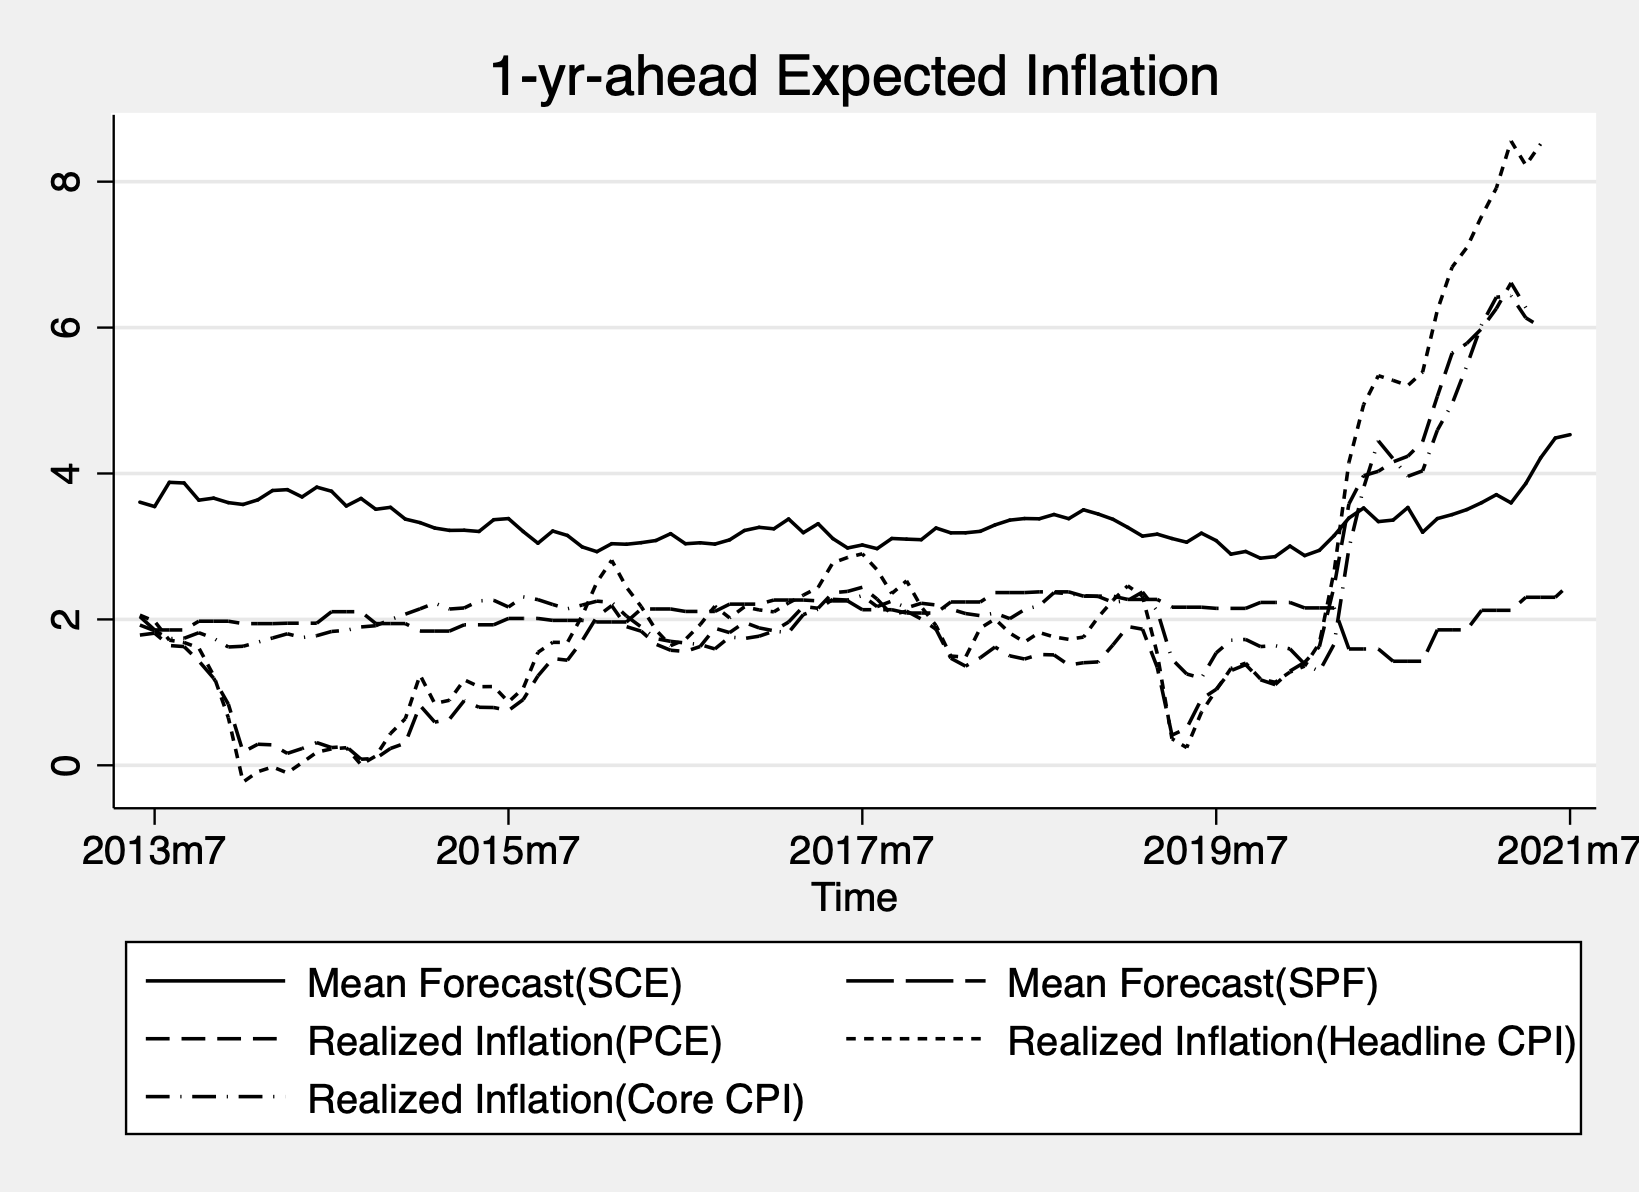 1-yr-ahead Expected Inflation
8
6
4
2
0
2013m7 2015m7 2017m7 2019m7 2021m7
Time
Mean Forecast(SCE) Mean Forecast(SPF)
Realized Inflation(PCE) Realized Inflation(Headline CPI)
Realized Inflation(Core CPI)